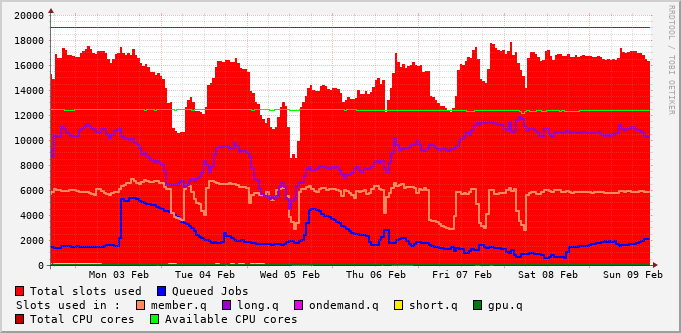 20000
18000
16000
14000
12000
10000
8000
6000
4000
2000
0
Mon 03 Feb Tue 04 Feb Wed 05 Feb Thu 06 Feb Fri 07 Feb Sat 08 Feb Sun 09 Feb
Total slots used Queued Jobs
Slots used in : member.q long.q ondemand.q short.q gpu.q
Total CPU cores Available CPU cores
RRDTOOL / TOBI OETIKER